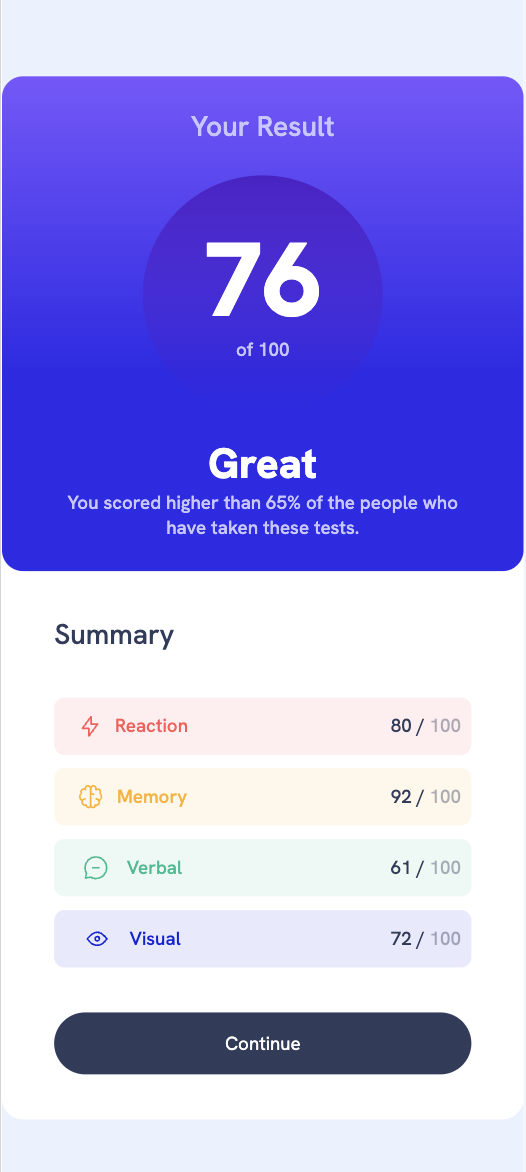 Your Result
76
of 100
Great
You scored higher than 65% of the people who
have taken these tests.
Summary
Reaction 80 / 100
Memory 92 / 100
Verbal 61 / 100
Visual 72 / 100
Continue